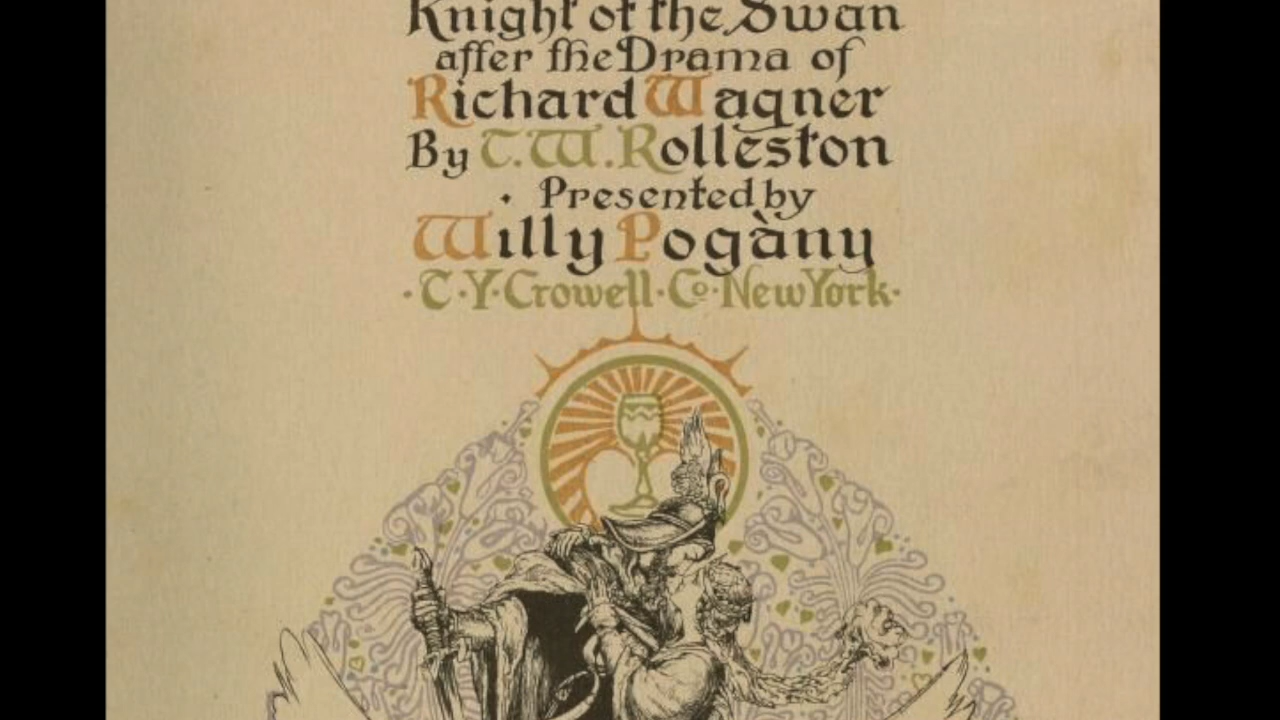 Knight of the Swan
after the Drama of
Richard Wagner
By T.W. Rolleston
· Presented by
Willy Pogàny
· T · Y · Crowell · Co · New York ·